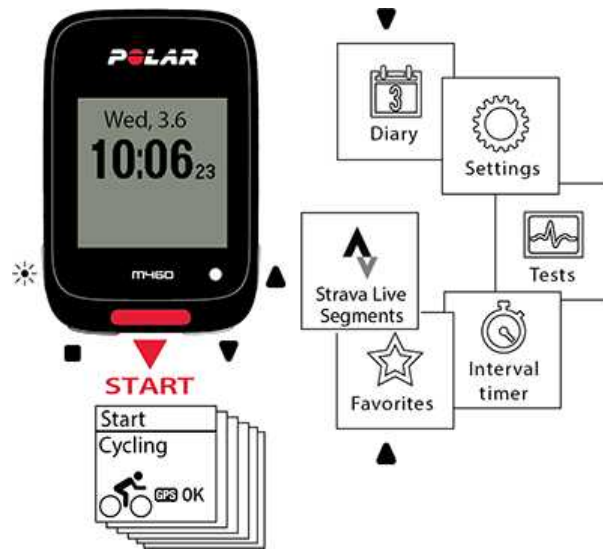 POLAR
Wed, 3.6
10:06 23
M460
START
Start
Cycling
GPS OK
3
Diary
Settings
Tests
Strava Live
Segments
Favorites
Interval
timer